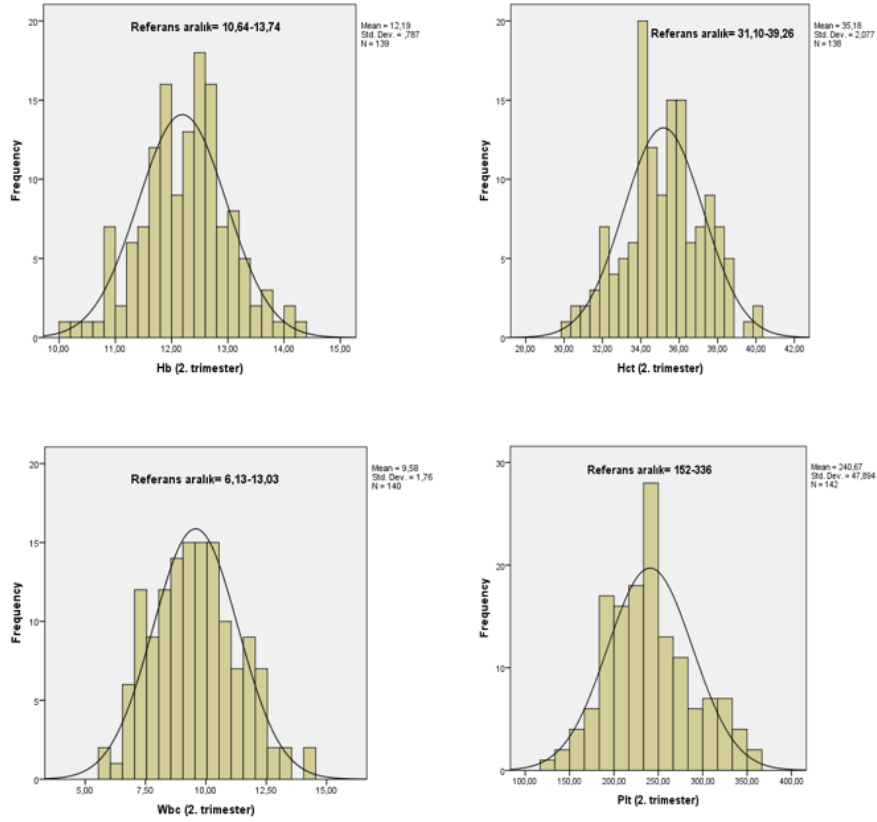 Referans aralık= 10,64-13,74
Mean = 12,19
Std. Dev. = ,787
N = 139
20
15
10
5
0
Frequency
10,00 11,00 12,00 13,00 14,00 15,00
Hb (2. trimester)
Referans aralık= 31,10-39,26
Mean = 35,18
Std. Dev. = 2,077
N = 138
20
15
10
5
0
Frequency
28,00 30,00 32,00 34,00 36,00 38,00 40,00 42,00
Hct (2. trimester)
Referans aralık= 6,13-13,03
Mean = 9,58
Std. Dev. = 1,76
N = 140
20
15
10
5
0
Frequency
5,00 7,50 10,00 12,50 15,00
Wbc (2. trimester)
Referans aralık= 152-336
Mean = 240,67
Std. Dev. = 47,894
N = 142
30
20
10
0
Frequency
100,00 150,00 200,00 250,00 300,00 350,00 400,00
Plt (2. trimester)